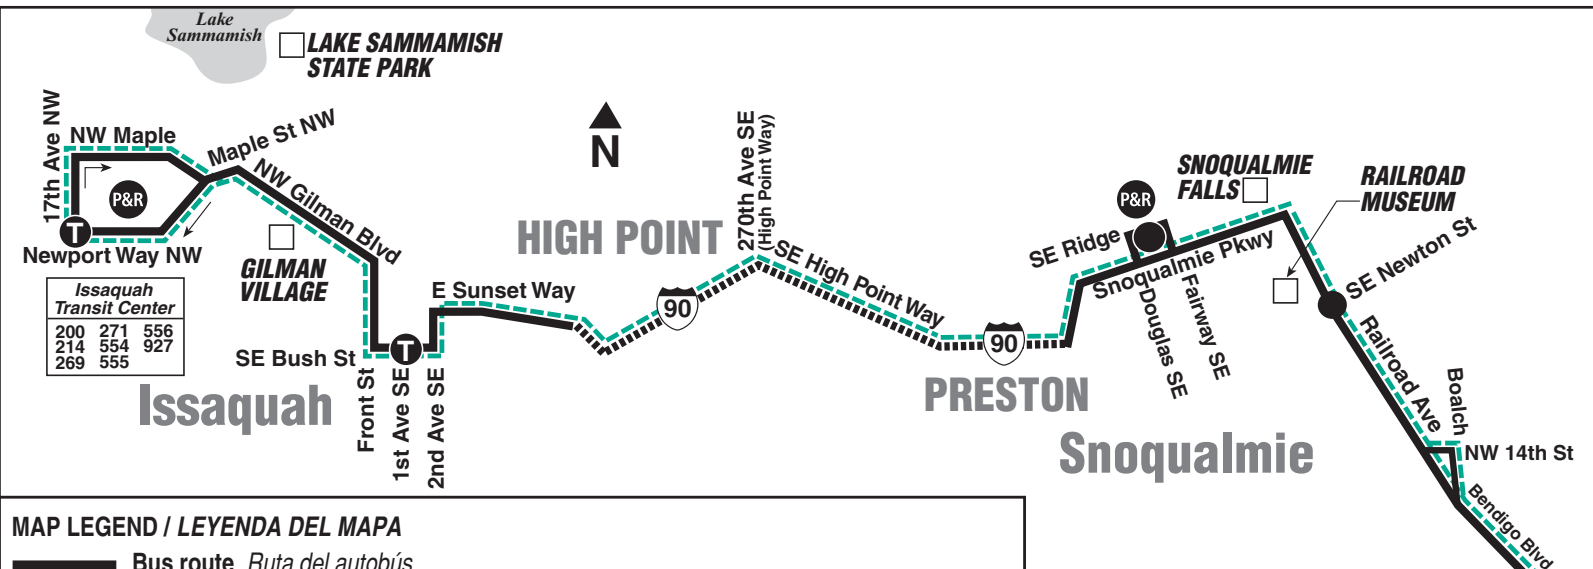 Lake
Sammamish
LAKE SAMMAMISH
STATE PARK
17th Ave NW
NW Maple
Maple St NW
P&R
T
Newport Way NW
NW Gilman Blvd
GILMAN
VILLAGE
Issaquah
Transit Center
200 271 556
214 554 927
269 555
Issaquah
SE Bush St
Front St
T
1st Ave SE
2nd Ave SE
E Sunset Way
N
HIGH POINT
90
270th Ave SE
(High Point Way)
SE High Point Way
90
PRESTON
SE Ridge
P&R
Snoqualmie Pkwy
Douglas SE
Fairway SE
SNOQUALMIE
FALLS
RAILROAD
MUSEUM
SE Newton St
Snoqualmie
Railroad Ave
Boalch
NW 14th St
Bendigo Blvd
MAP LEGEND / LEYENDA DEL MAPA
Bus route Ruta del autobús